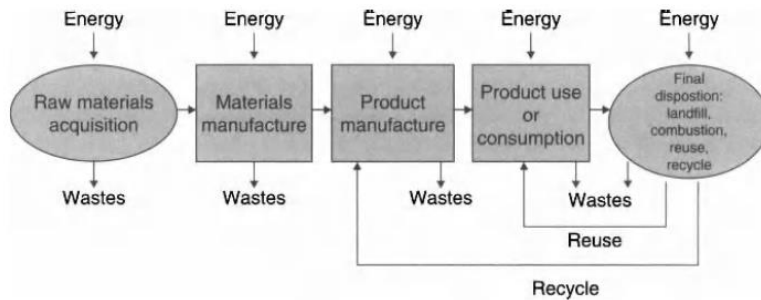 Energy Energy Energy Energy Energy
Raw materials
acquisition
Materials
manufacture
Product
manufacture
Product use
or
consumption
Final
dispostion:
landfill,
combustion,
reuse,
recycle
Wastes Wastes Wastes Wastes
Reuse
Recycle